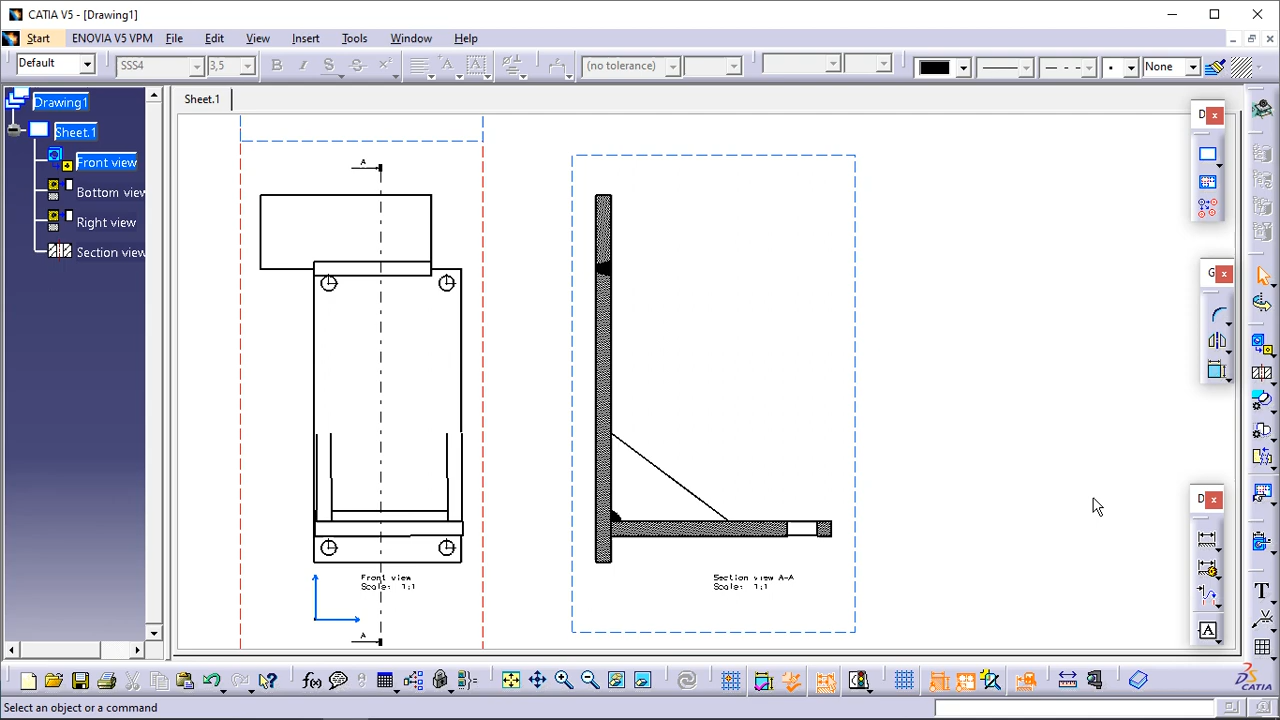 CATIA V5 - [Drawing1]
Start ENOVIA V5 VPM File Edit View Insert Tools Window Help
Default SSS4 3,5 B I S (no tolerance) None
Drawing1
Sheet.1
Front view
Bottom view
Right view
Section view
Sheet.1
A
Front view
Scale: 1:1
A
Section view A-A
Scale: 1:1
D
G
D
A
T
f(x)
CATIA
Select an object or a command